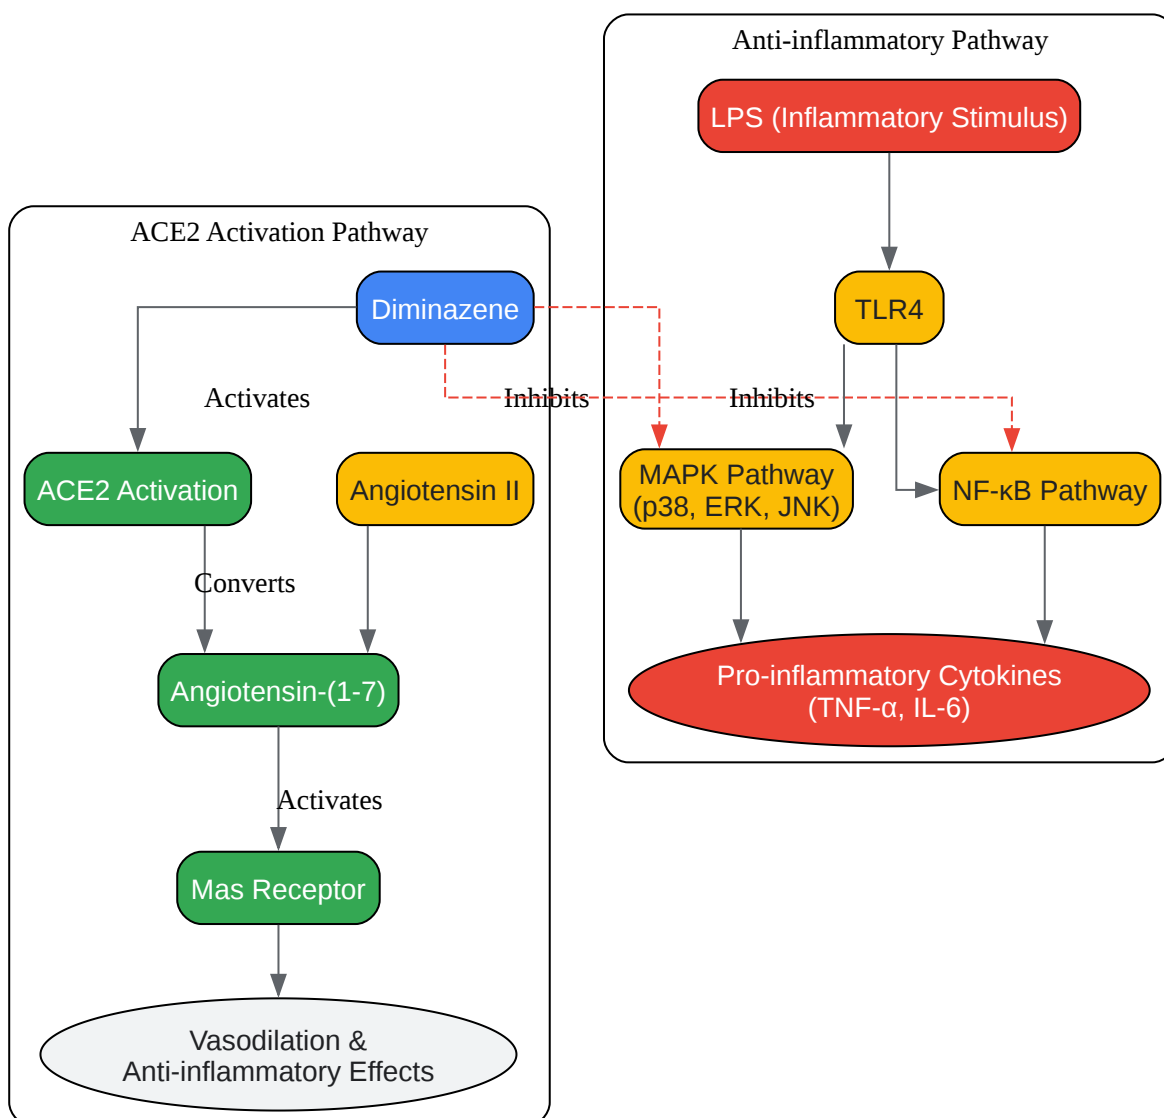 Anti-inflammatory Pathway
LPS (Inflammatory Stimulus)
ACE2 Activation Pathway
Diminazene
TLR4
Activates
Inhibits
Inhibits
ACE2 Activation
Angiotensin II
MAPK Pathway
(p38, ERK, JNK)
NF-κB Pathway
Converts
Angiotensin-(1-7)
Pro-inflammatory Cytokines
(TNF-α, IL-6)
Activates
Mas Receptor
Vasodilation &
Anti-inflammatory Effects